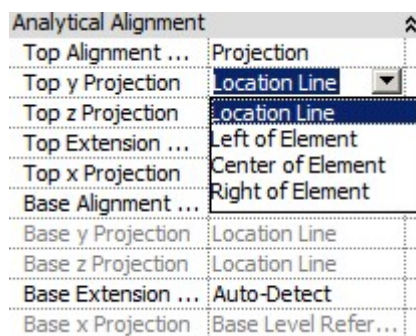 Analytical Alignment
Top Alignment ... Projection
Top y Projection Location Line
Top z Projection Location Line
Top Extension ... Left of Element
Top x Projection Center of Element
Base Alignment ... Right of Element
Base y Projection Location Line
Base z Projection Location Line
Base Extension ... Auto-Detect
Base x Projection Base Level Refer...